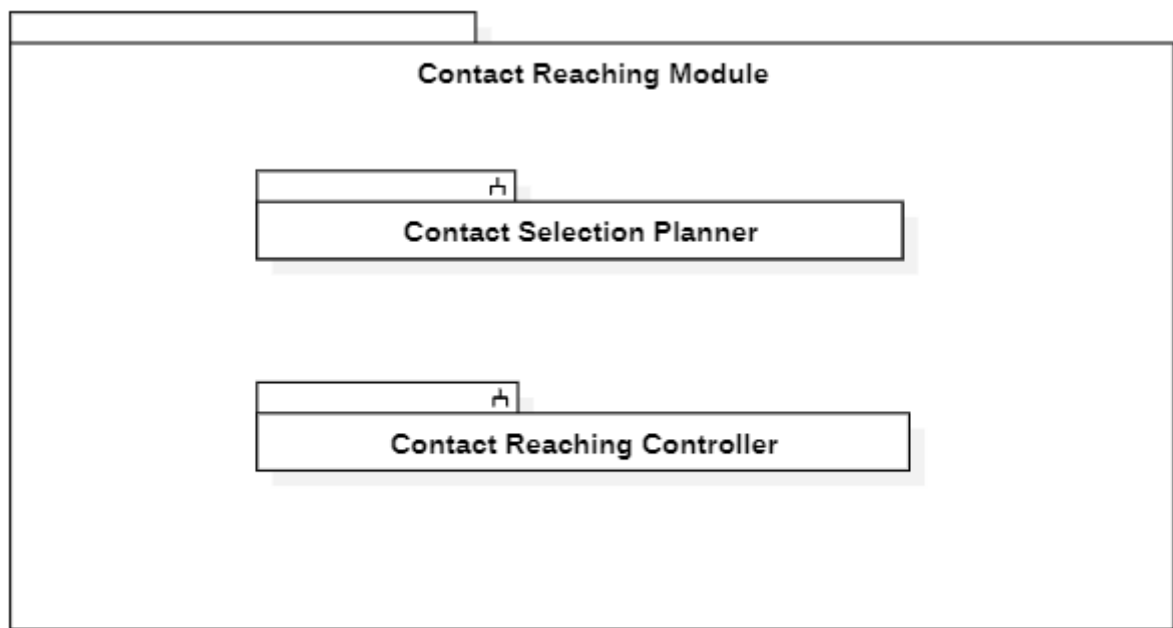 Contact Reaching Module
Contact Selection Planner
Contact Reaching Controller